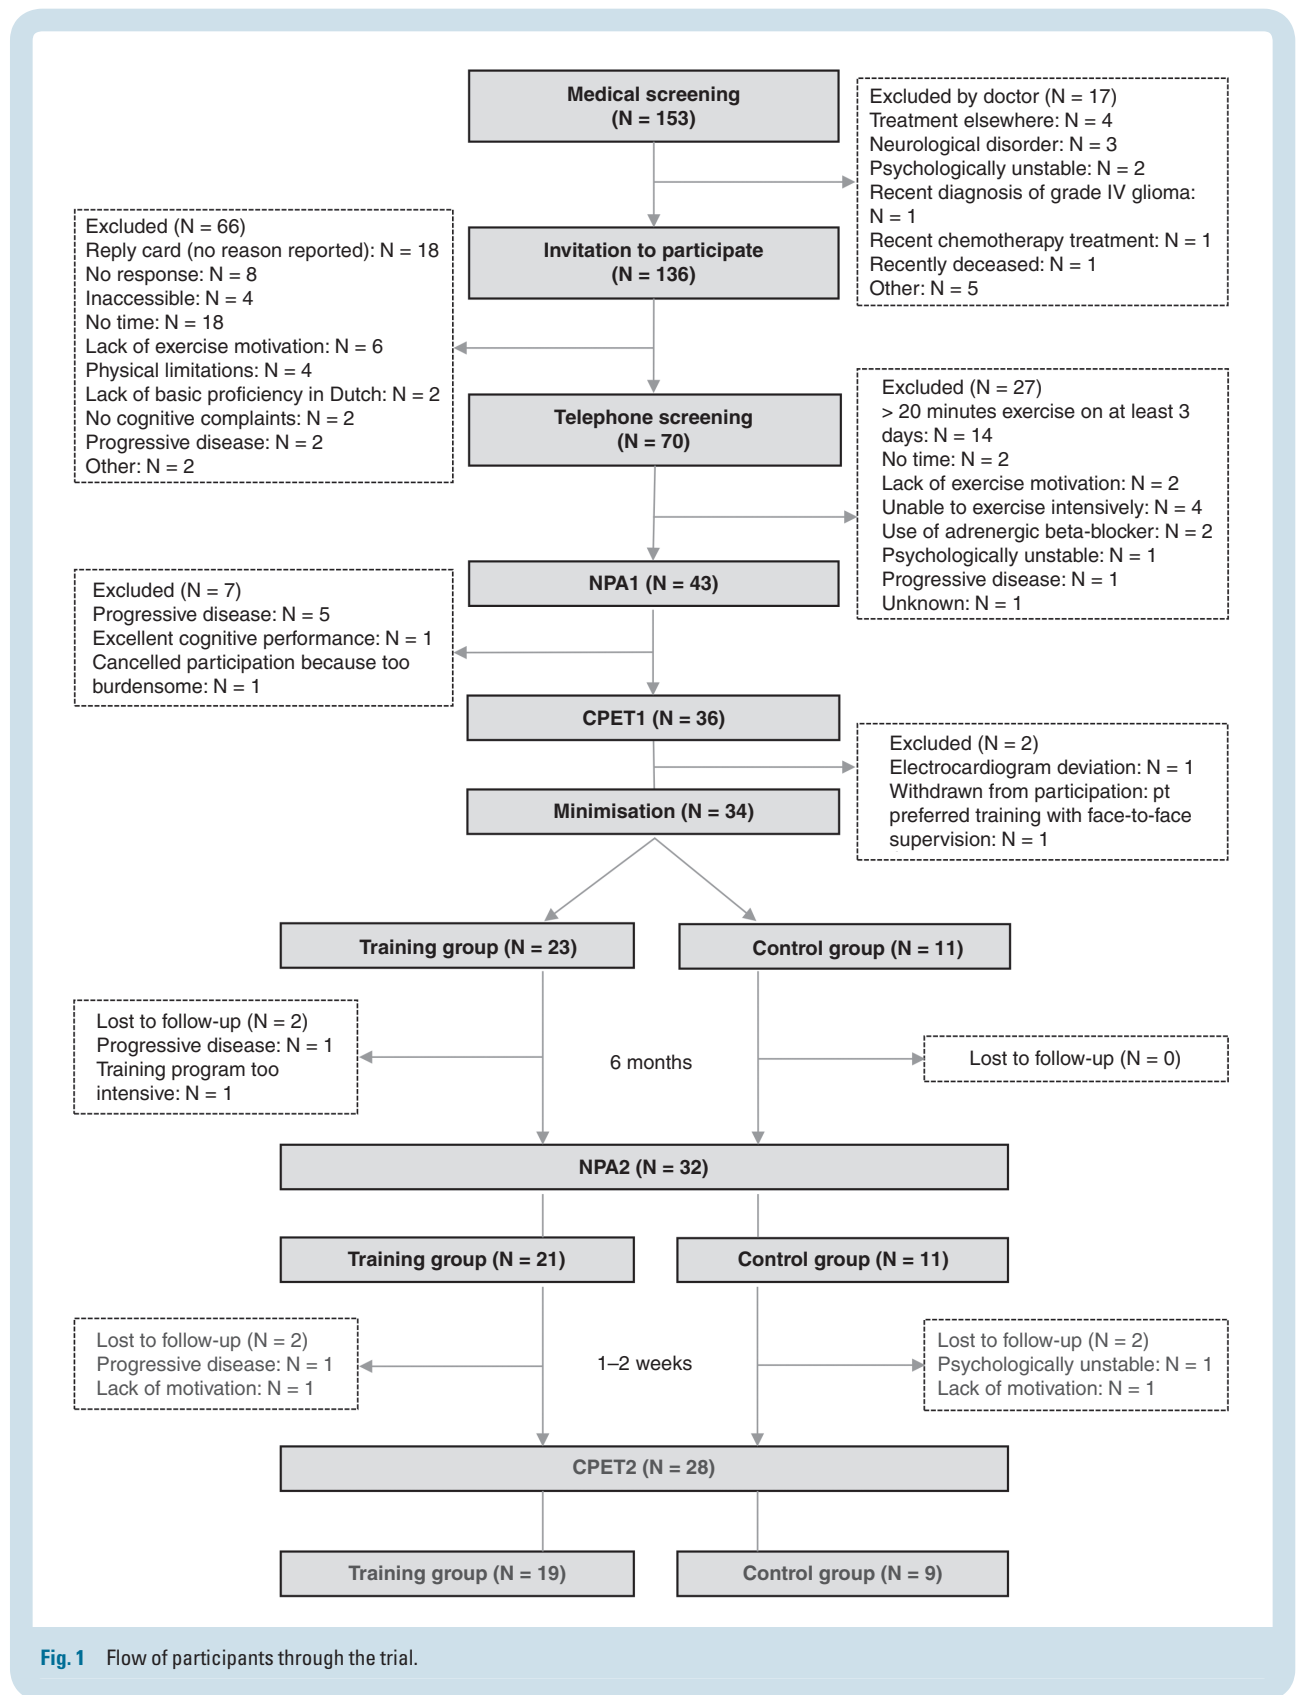 Medical screening
(N = 153)
Excluded by doctor (N = 17)
Treatment elsewhere: N = 4
Neurological disorder: N = 3
Psychologically unstable: N = 2
Recent diagnosis of grade IV glioma:
N = 1
Recent chemotherapy treatment: N = 1
Recently deceased: N = 1
Other: N = 5
Invitation to participate
(N = 136)
Excluded (N = 66)
Reply card (no reason reported): N = 18
No response: N = 8
Inaccessible: N = 4
No time: N = 18
Lack of exercise motivation: N = 6
Physical limitations: N = 4
Lack of basic proficiency in Dutch: N = 2
No cognitive complaints: N = 2
Progressive disease: N = 2
Other: N = 2
Telephone screening
(N = 70)
Excluded (N = 27)
> 20 minutes exercise on at least 3
days: N = 14
No time: N = 2
Lack of exercise motivation: N = 2
Unable to exercise intensively: N = 4
Use of adrenergic beta-blocker: N = 2
Psychologically unstable: N = 1
Progressive disease: N = 1
Unknown: N = 1
NPA1 (N = 43)
Excluded (N = 7)
Progressive disease: N = 5
Excellent cognitive performance: N = 1
Cancelled participation because too
burdensome: N = 1
CPET1 (N = 36)
Excluded (N = 2)
Electrocardiogram deviation: N = 1
Withdrawn from participation: pt
preferred training with face-to-face
supervision: N = 1
Minimisation (N = 34)
Training group (N = 23)
Control group (N = 11)
Lost to follow-up (N = 2)
Progressive disease: N = 1
Training program too
intensive: N = 1
6 months
Lost to follow-up (N = 0)
NPA2 (N = 32)
Training group (N = 21)
Control group (N = 11)
Lost to follow-up (N = 2)
Progressive disease: N = 1
Lack of motivation: N = 1
1–2 weeks
Lost to follow-up (N = 2)
Psychologically unstable: N = 1
Lack of motivation: N = 1
CPET2 (N = 28)
Training group (N = 19)
Control group (N = 9)
Fig. 1 Flow of participants through the trial.